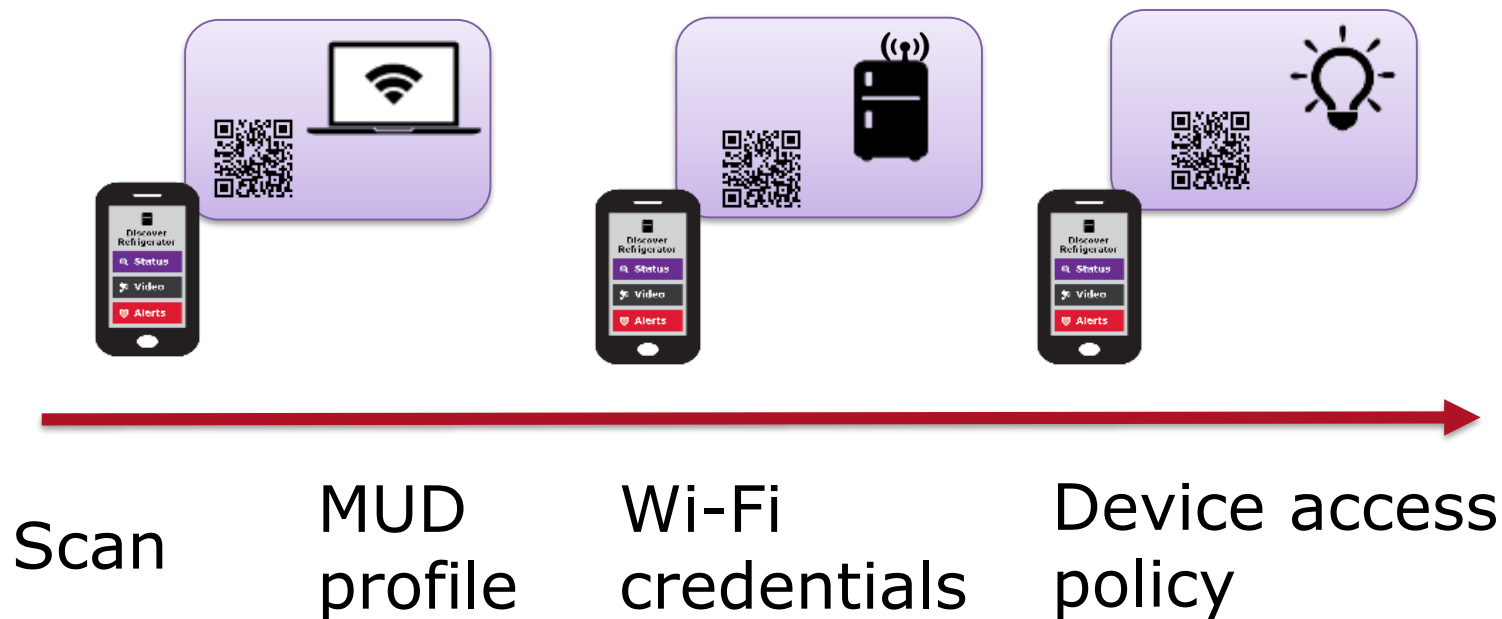 Discover
Refrigerator
Status
Video
Alerts
Discover
Refrigerator
Status
Video
Alerts
Discover
Refrigerator
Status
Video
Alerts
Scan
MUD
profile
Wi-Fi
credentials
Device access
policy